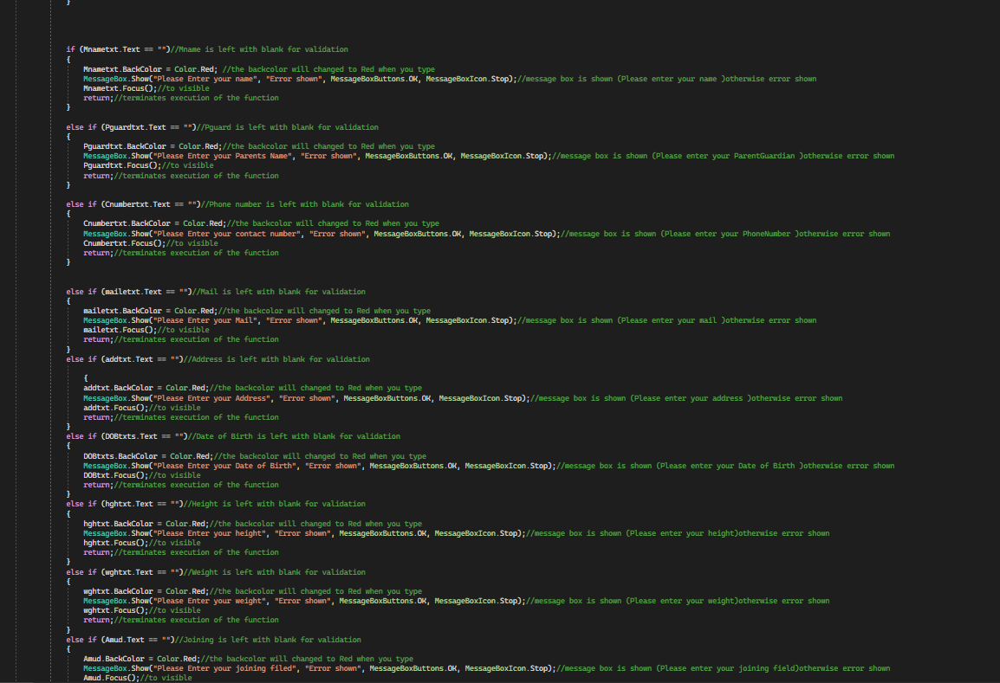 }
if (Mnametxt.Text == "")//Mname is left with blank for validation
{
Mnametxt.BackColor = Color.Red; //the backcolor will changed to Red when you type
MessageBox.Show("Please Enter your name", "Error shown", MessageBoxButtons.OK, MessageBoxIcon.Stop);//message box is shown (Please enter your name )otherwise error shown
Mnametxt.Focus();//to visible
return;//terminates execution of the function
}
else if (Pguardtxt.Text == "")//Pguard is left with blank for validation
{
Pguardtxt.BackColor = Color.Red;//the backcolor will changed to Red when you type
MessageBox.Show("Please Enter your Parents Name", "Error shown", MessageBoxButtons.OK, MessageBoxIcon.Stop);//message box is shown (Please enter your ParentGuardian )otherwise error shown
Pguardtxt.Focus();//to visible
return;//terminates execution of the function
}
else if (Cnumbertxt.Text == "")//Phone number is left with blank for validation
{
Cnumbertxt.BackColor = Color.Red;//the backcolor will changed to Red when you type
MessageBox.Show("Please Enter your contact number", "Error shown", MessageBoxButtons.OK, MessageBoxIcon.Stop);//message box is shown (Please enter your PhoneNumber )otherwise error shown
Cnumbertxt.Focus();//to visible
return;//terminates execution of the function
}
else if (mailetxt.Text == "")//Mail is left with blank for validation
{
mailetxt.BackColor = Color.Red;//the backcolor will changed to Red when you type
MessageBox.Show("Please Enter your Mail", "Error shown", MessageBoxButtons.OK, MessageBoxIcon.Stop);//message box is shown (Please enter your mail )otherwise error shown
mailetxt.Focus();//to visible
return;//terminates execution of the function
}
else if (addtxt.Text == "")//Address is left with blank for validation
{
addtxt.BackColor = Color.Red;//the backcolor will changed to Red when you type
MessageBox.Show("Please Enter your Address", "Error shown", MessageBoxButtons.OK, MessageBoxIcon.Stop);//message box is shown (Please enter your address )otherwise error shown
addtxt.Focus();//to visible
return;//terminates execution of the function
}
else if (DOBtxts.Text == "")//Date of Birth is left with blank for validation
{
DOBtxts.BackColor = Color.Red;//the backcolor will changed to Red when you type
MessageBox.Show("Please Enter your Date of Birth", "Error shown", MessageBoxButtons.OK, MessageBoxIcon.Stop);//message box is shown (Please enter your Date of Birth )otherwise error shown
DOBtxt.Focus();//to visible
return;//terminates execution of the function
}
else if (hghtxt.Text == "")//Height is left with blank for validation
{
hghtxt.BackColor = Color.Red;//the backcolor will changed to Red when you type
MessageBox.Show("Please Enter your height", "Error shown", MessageBoxButtons.OK, MessageBoxIcon.Stop);//message box is shown (Please enter your height)otherwise error shown
hghtxt.Focus();//to visible
return;//terminates execution of the function
}
else if (wghtxt.Text == "")//Weight is left with blank for validation
{
wghtxt.BackColor = Color.Red;//the backcolor will changed to Red when you type
MessageBox.Show("Please Enter your weight", "Error shown", MessageBoxButtons.OK, MessageBoxIcon.Stop);//message box is shown (Please enter your weight)otherwise error shown
wghtxt.Focus();//to visible
return;//terminates execution of the function
}
else if (Amud.Text == "")//Joining is left with blank for validation
{
Amud.BackColor = Color.Red;//the backcolor will changed to Red when you type
MessageBox.Show("Please Enter your joining filed", "Error shown", MessageBoxButtons.OK, MessageBoxIcon.Stop);//message box is shown (Please enter your joining field)otherwise error shown
Amud.Focus();//to visible